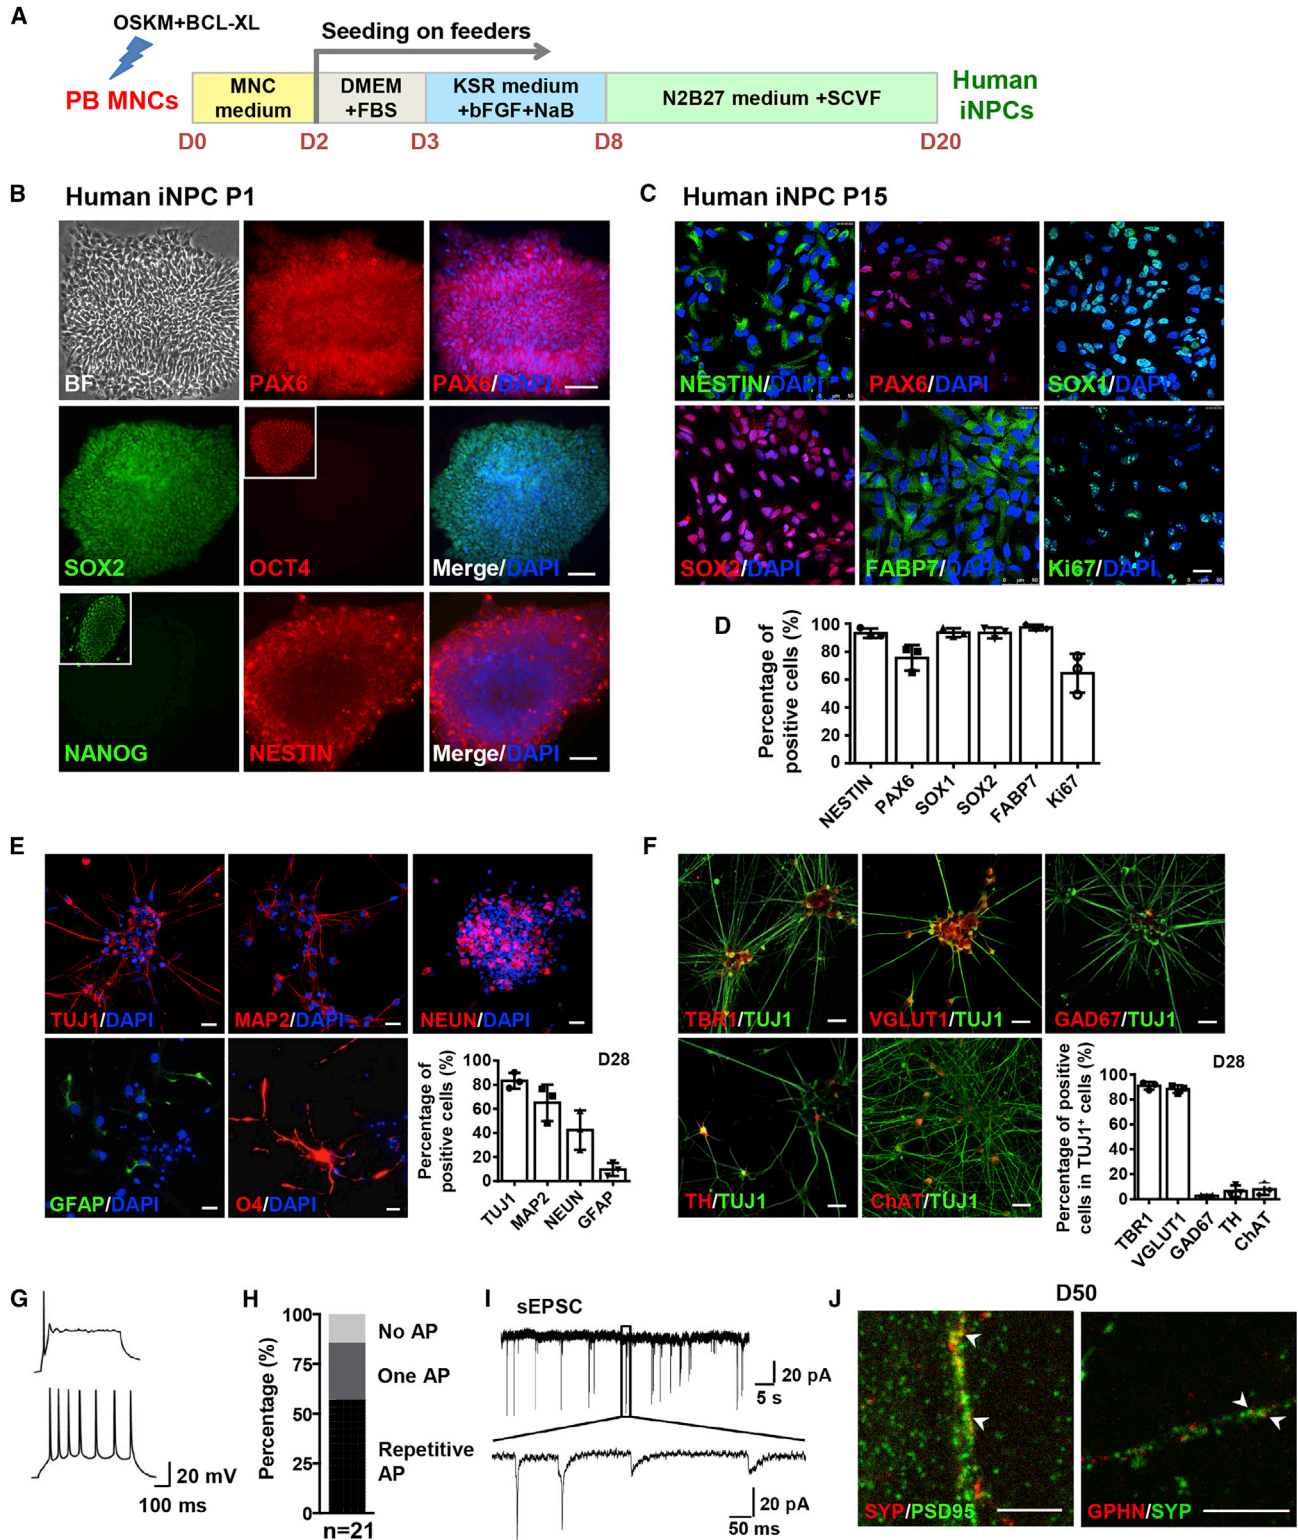 A
OSKM+BCL-XL
Seeding on feeders
PB MNCs
MNC
medium
DMEM
+FBS
KSR medium
+bFGF+NaB
N2B27 medium +SCVF
Human
iNPCs
D0
D2
D3
D8
D20
B
Human iNPC P1
BF
PAX6
PAX6/DAPI
SOX2
OCT4
Merge/DAPI
NANOG
NESTIN
Merge/DAPI
C
Human iNPC P15
NESTIN/DAPI
PAX6/DAPI
SOX1/DAPI
SOX2/DAPI
FABP7/DAPI
Ki67/DAPI
D
Percentage of
positive cells (%)
100
80
60
40
20
0
NESTIN
PAX6
SOX1
SOX2
FABP7
Ki67
E
TUJ1/DAPI
MAP2/DAPI
NEUN/DAPI
GFAP/DAPI
O4/DAPI
Percentage of
positive cells (%)
D28
100
80
60
40
20
0
TUJ1
MAP2
NEUN
GFAP
F
TBR1/TUJ1
VGLUT1/TUJ1
GAD67/TUJ1
TH/TUJ1
ChAT/TUJ1
Percentage of positive
cells in TUJ1+ cells (%)
D28
100
80
60
40
20
0
TBR1
VGLUT1
GAD67
TH
ChAT
G
20 mV
100 ms
H
Percentage (%)
100
75
50
25
0
No AP
One AP
Repetitive
AP
n=21
I
sEPSC
20 pA
5 s
20 pA
50 ms
J
D50
SYP/PSD95
GPHN/SYP